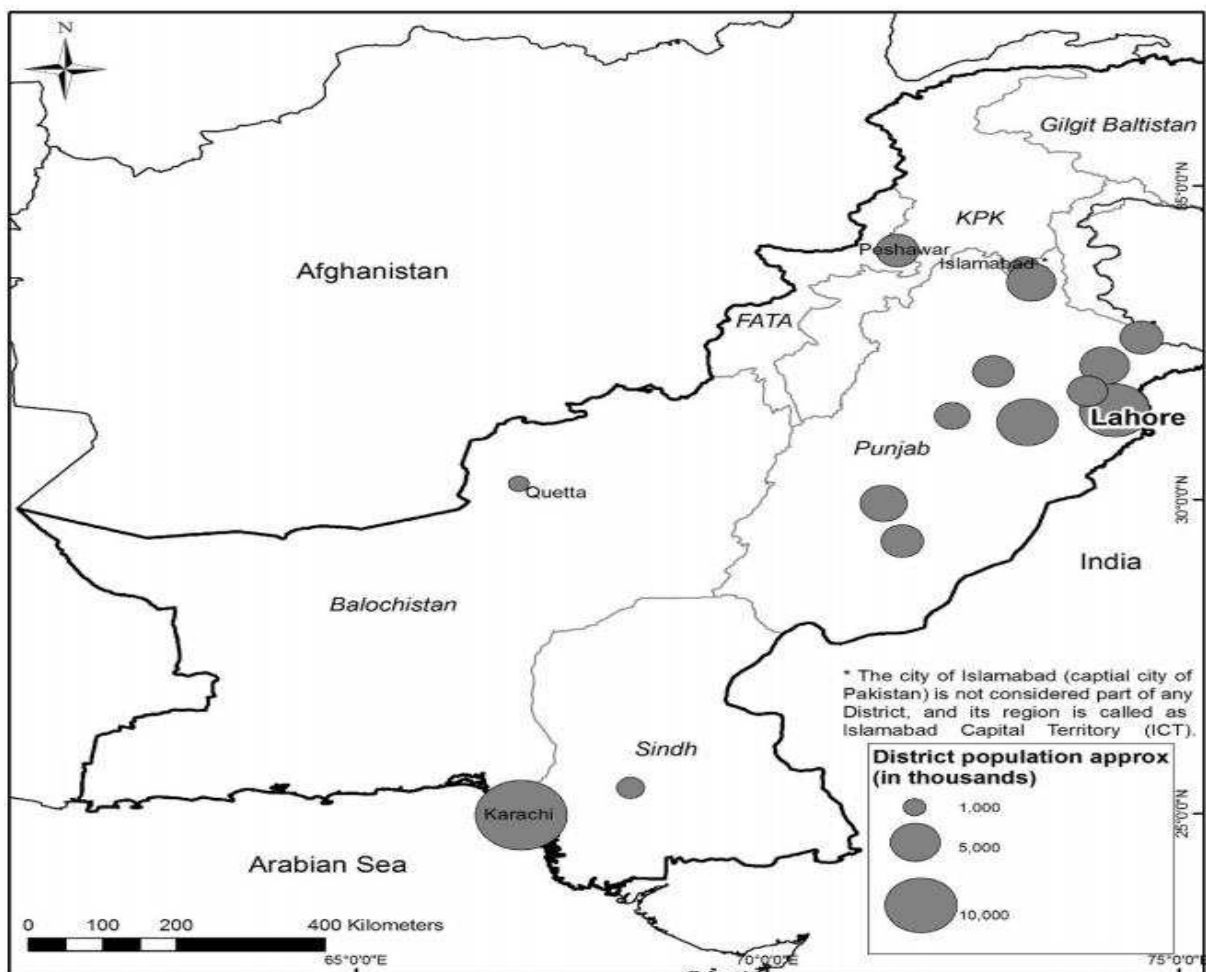 N
Gilgit Baltistan
35°0'0"N
KPK
Peshawar
Islamabad *
Afghanistan
FATA
Lahore
Punjab
Quetta
30°0'0"N
India
Balochistan
* The city of Islamabad (captial city of
Pakistan) is not considered part of any
District, and its region is called as
Islamabad Capital Territory (ICT).
Sindh
District population approx
(in thousands)
1,000
5,000
10,000
Karachi
25°0'0"N
Arabian Sea
0 100 200 400 Kilometers
65°0'0"E
70°0'0"E
75°0'0"E